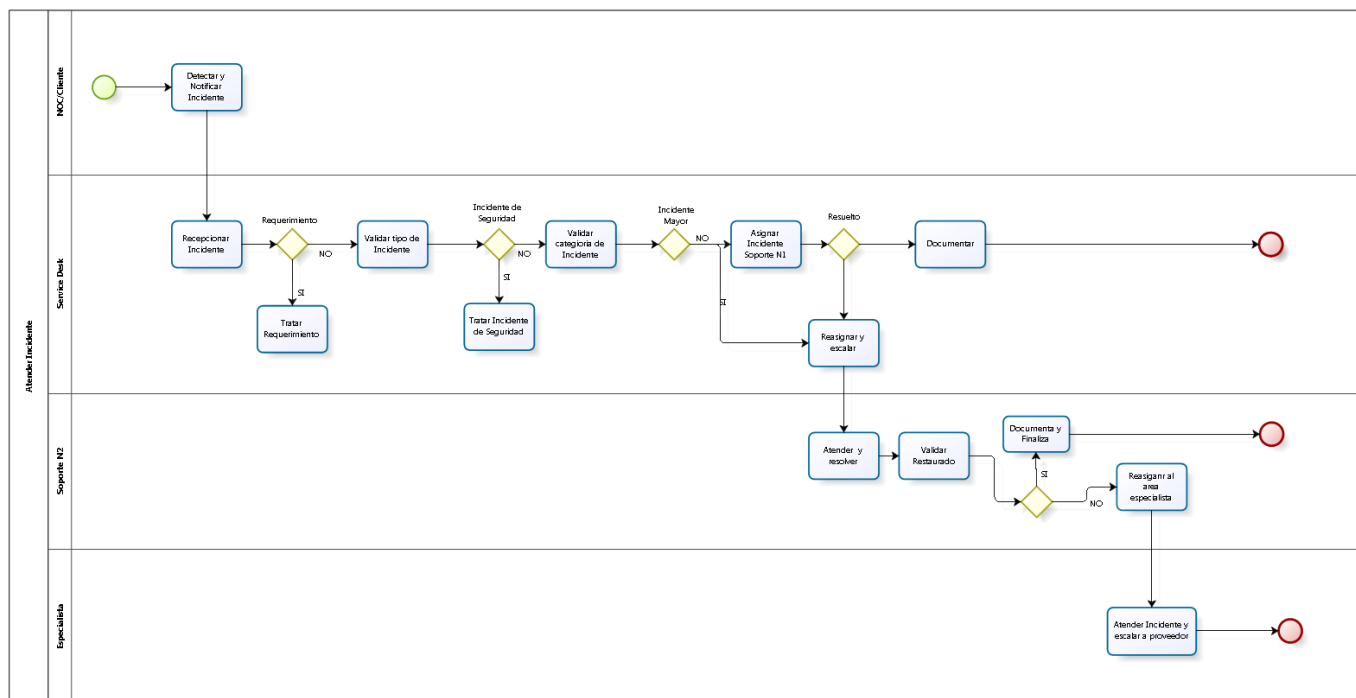 Atender Incidente
NOC/Cliente
Detectar y
Notificar
Incidente
Service Desk
Recepcionar
Incidente
Requerimiento
NO
SI
Tratar
Requerimiento
Validar tipo de
Incidente
Incidente de
Seguridad
NO
SI
Tratar Incidente
de Seguridad
Validar
categioria de
Incidente
Incidente
Mayor
NO
SI
Asignar
Incidente
Soporte N1
Resuelto
Documentar
Reasignar y
escalar
Soporte N2
Atender y
resolver
Validar
Restaurado
Documenta y
Finaliza
SI
NO
Reasiganr al
area
especialista
Especialista
Atender Incidente y
escalar a proveedor